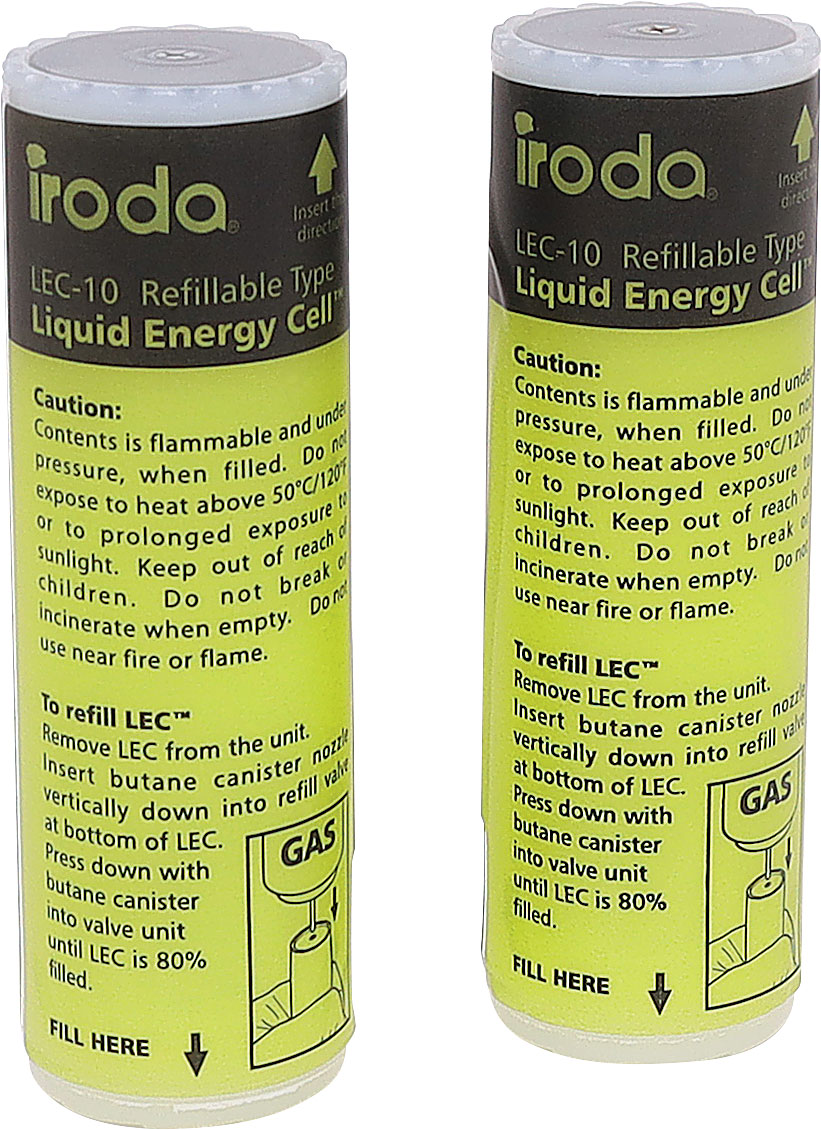 iroda®
Insert this
direction
LEC-10 Refillable Type
Liquid Energy Cell™
Caution:
Contents is flammable and under
pressure, when filled. Do not
expose to heat above 50°C/120°F
or to prolonged exposure to
sunlight. Keep out of reach of
children. Do not break or
incinerate when empty. Do not
use near fire or flame.
To refill LEC™
Remove LEC from the unit.
Insert butane canister nozzle
vertically down into refill valve
at bottom of LEC.
Press down with
butane canister
into valve unit
until LEC is 80%
filled.
GAS
FILL HERE
iroda®
Insert this
direction
LEC-10 Refillable Type
Liquid Energy Cell™
Caution:
Contents is flammable and under
pressure, when filled. Do not
expose to heat above 50°C/120°F
or to prolonged exposure to
sunlight. Keep out of reach of
children. Do not break or
incinerate when empty. Do not
use near fire or flame.
To refill LEC™
Remove LEC from the unit.
Insert butane canister nozzle
vertically down into refill valve
at bottom of LEC.
Press down with
butane canister
into valve unit
until LEC is 80%
filled.
GAS
FILL HERE